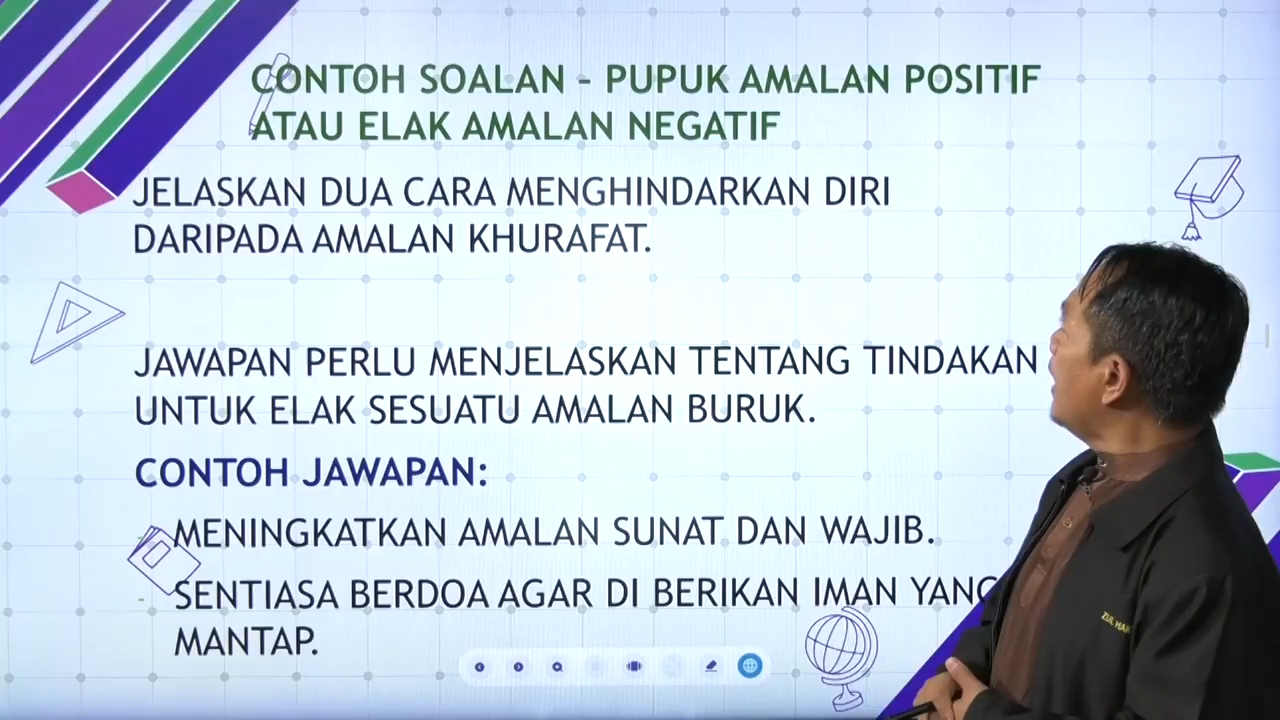 CONTOH SOALAN – PUPUK AMALAN POSITIF
ATAU ELAK AMALAN NEGATIF
JELASKAN DUA CARA MENGHINDARKAN DIRI
DARIPADA AMALAN KHURAFAT.
JAWAPAN PERLU MENJELASKAN TENTANG TINDAKAN
UNTUK ELAK SESUATU AMALAN BURUK.
CONTOH JAWAPAN:
MENINGKATKAN AMALAN SUNAT DAN WAJIB.
- SENTIASA BERDOA AGAR DI BERIKAN IMAN YANG
MANTAP.